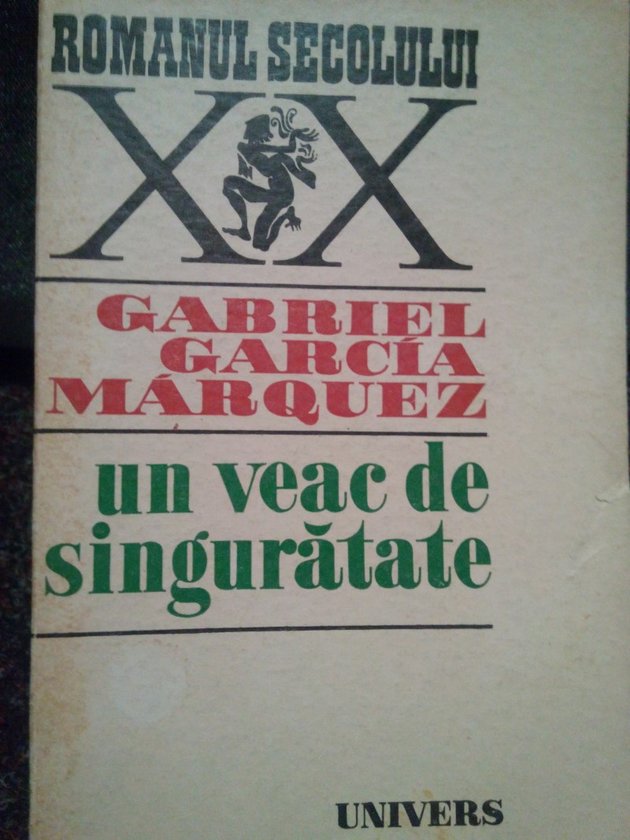 ROMANUL SECOLULUI
XX
GABRIEL
GARCÍA
MÁRQUEZ
un veac de
singurătate
UNIVERS